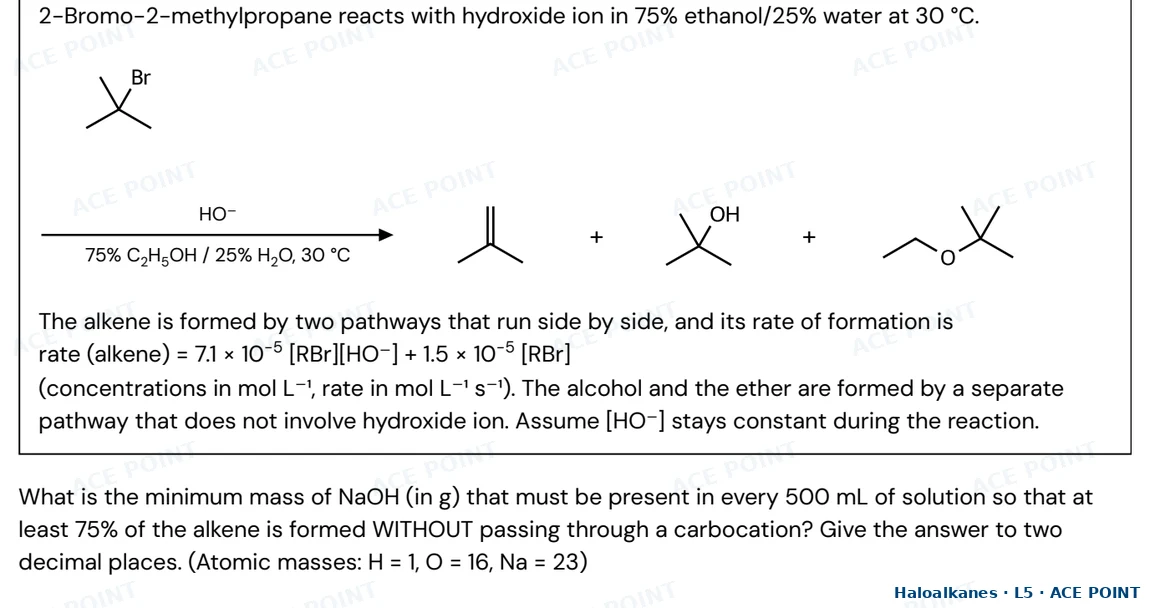 2-Bromo-2-methylpropane reacts with hydroxide ion in 75% ethanol/25% water at 30 °C.
Br
HO⁻
75% C₂H₅OH / 25% H₂O, 30 °C
+
OH
+
O
The alkene is formed by two pathways that run side by side, and its rate of formation is
rate (alkene) = 7.1 × 10⁻⁵ [RBr][HO⁻] + 1.5 × 10⁻⁵ [RBr]
(concentrations in mol L⁻¹, rate in mol L⁻¹ s⁻¹). The alcohol and the ether are formed by a separate
pathway that does not involve hydroxide ion. Assume [HO⁻] stays constant during the reaction.
What is the minimum mass of NaOH (in g) that must be present in every 500 mL of solution so that at
least 75% of the alkene is formed WITHOUT passing through a carbocation? Give the answer to two
decimal places. (Atomic masses: H = 1, O = 16, Na = 23)
Haloalkanes · L5 · ACE POINT
ACE POINT